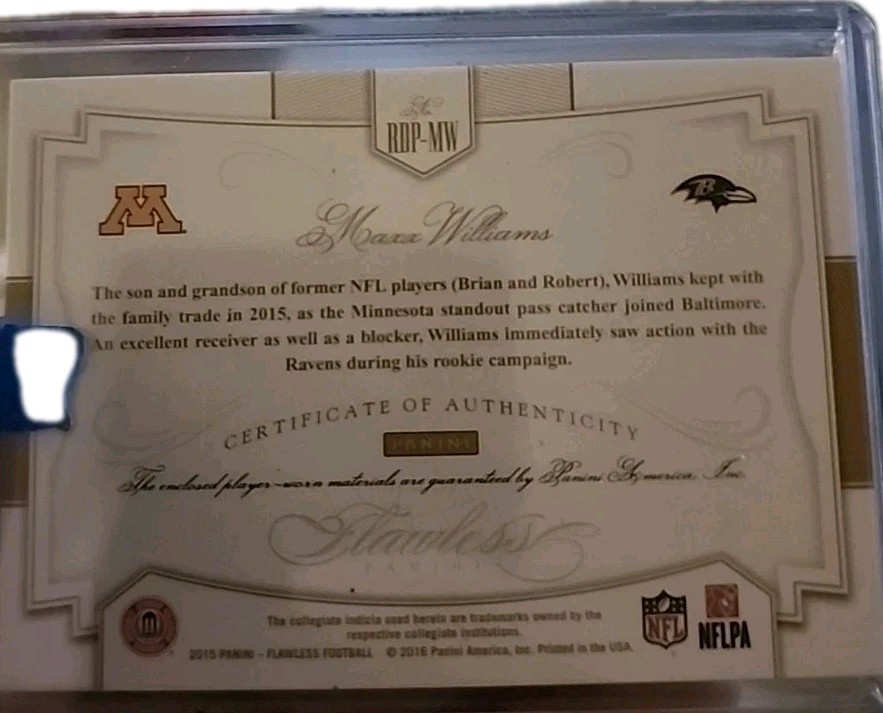 RDP-MW
M
B
Maxx Williams
The son and grandson of former NFL players (Brian and Robert), Williams kept with
the family trade in 2015, as the Minnesota standout pass catcher joined Baltimore.
An excellent receiver as well as a blocker, Williams immediately saw action with the
Ravens during his rookie campaign.
CERTIFICATE OF AUTHENTICITY
PANINI
The enclosed player-worn materials are guaranteed by Panini America, Inc.
Flawless
PANINI
The collegiate indicia used herein are trademarks owned by the
respective collegiate institutions.
2015 PANINI - FLAWLESS FOOTBALL © 2016 Panini America, Inc. Printed in the USA.
NFL
NFLPA